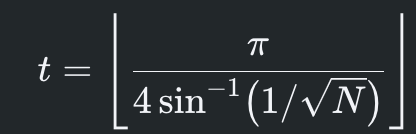 t = ⌊ π / (4 sin⁻¹(1/√N)) ⌋